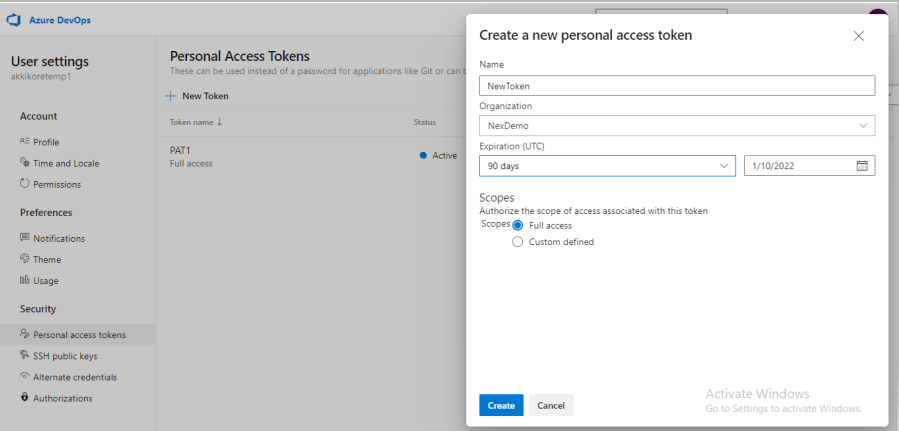 Azure DevOps
User settings
akkikoretemp1
Account
Profile
Time and Locale
Permissions
Preferences
Notifications
Theme
Usage
Security
Personal access tokens
SSH public keys
Alternate credentials
Authorizations
Personal Access Tokens
These can be used instead of a password for applications like Git or can b
New Token
Token name ↓ Status
PAT1 Active
Full access
Create a new personal access token
Name
NewToken
Organization
NexDemo
Expiration (UTC)
90 days 1/10/2022
Scopes
Authorize the scope of access associated with this token
Scopes Full access
Custom defined
Create Cancel
Activate Windows
Go to Settings to activate Windows.